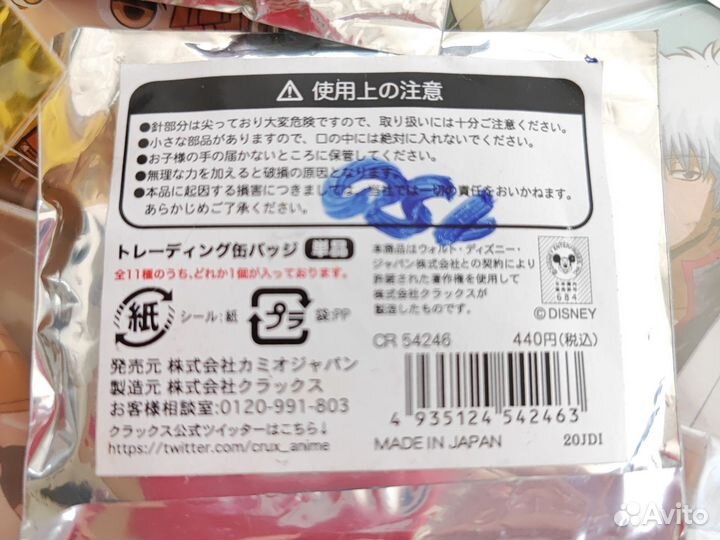 使用上の注意
●針部分は尖っており大変危険ですので、取り扱いには十分ご注意ください。
●小さな部品がありますので、口の中には絶対に入れないでください。
●お子様の手の届かないところに保管してください。
●無理な力を加えると破損の原因となります。
●本品に起因する損害につきましては、当社では一切の責任をおいかねます。
あらかじめご了承ください。
トレーディング缶バッジ 単品
全11種のうち、どれか1個が入っております。
紙 シール:紙 プラ 袋:PP
発売元 株式会社カミオジャパン
製造元 株式会社クラックス
お客様相談室:0120-991-803
クラックス公式ツイッターはこちら↓
https://twitter.com/crux_anime
本商品はウォルト・ディズニー・
ジャパン株式会社との契約により
許諾された著作権を使用して
株式会社クラックスが
製造したものです。
684
©DISNEY
CR 54246 440円(税込)
4 935124 542463
MADE IN JAPAN 20JDI
Avito